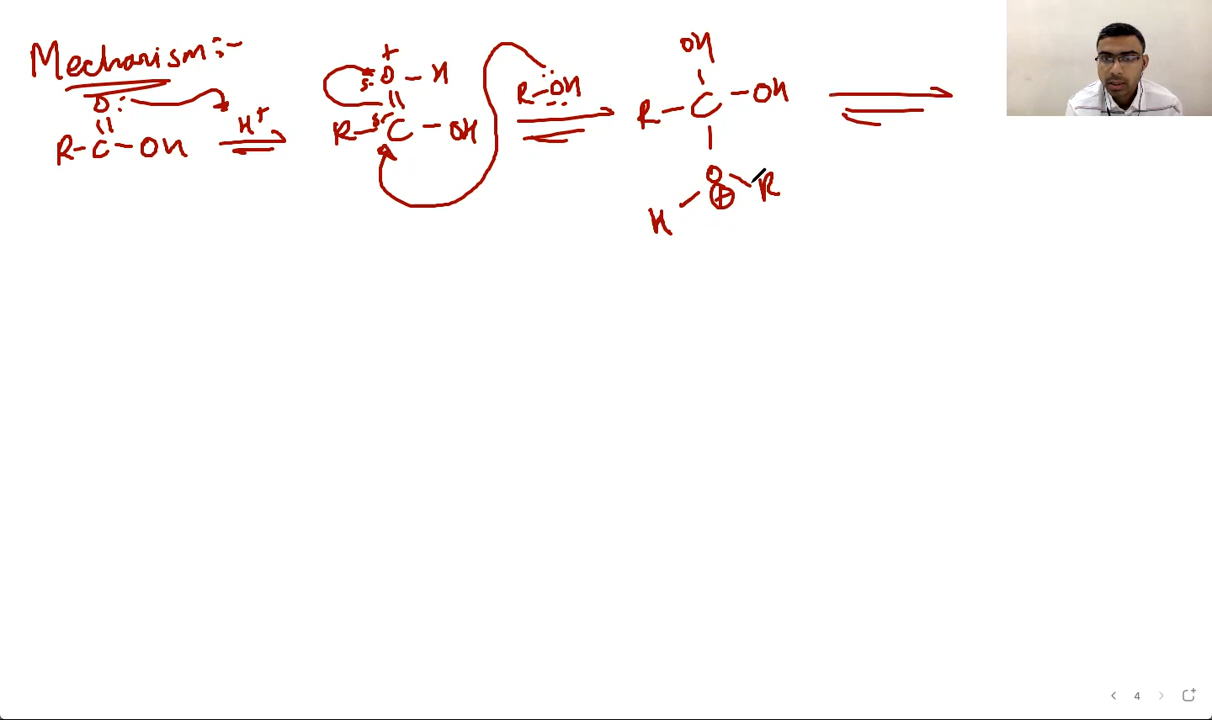 Mechanism:-
O:
||
R-C-OH
H+
+
O-H
||
R-C-OH
R-OH
OH
R-C-OH
O
+
R
H
4